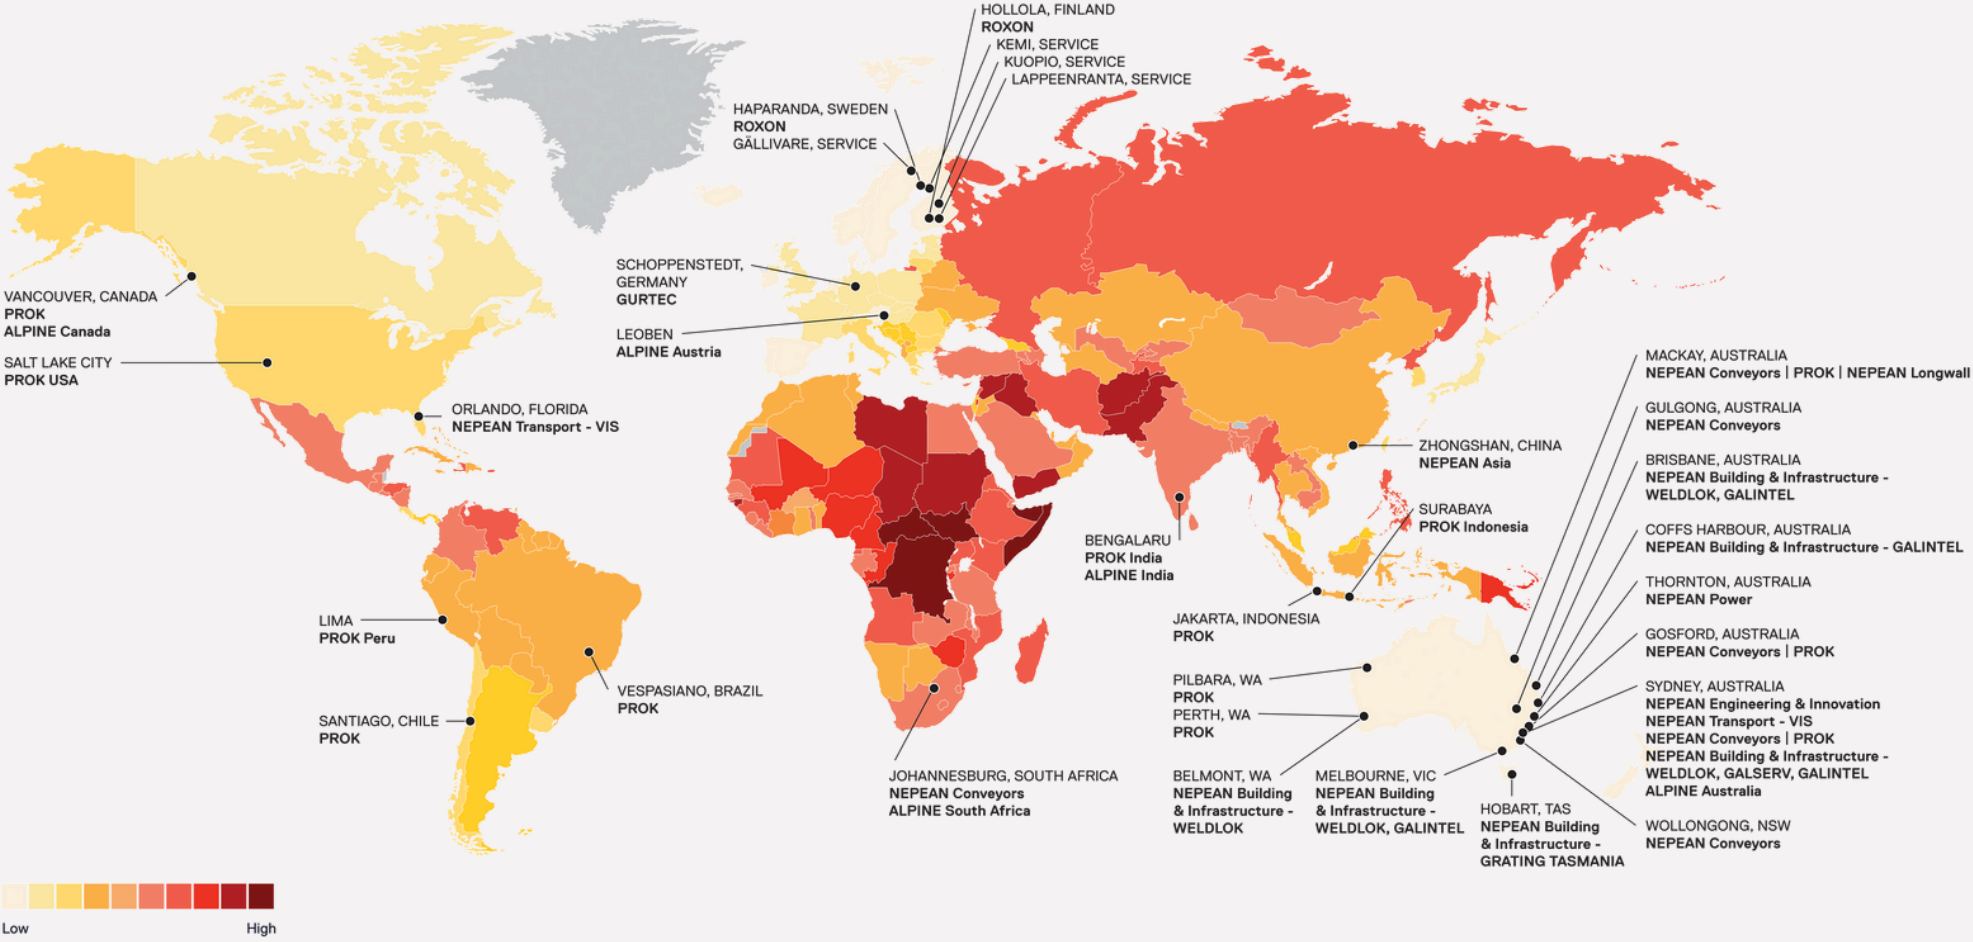 HOLLOLA, FINLAND
ROXON
KEMI, SERVICE
KUOPIO, SERVICE
LAPPEENRANTA, SERVICE
HAPARANDA, SWEDEN
ROXON
GÄLLIVARE, SERVICE
SCHOPPENSTEDT,
GERMANY
GURTEC
LEOBEN
ALPINE Austria
VANCOUVER, CANADA
PROK
ALPINE Canada
SALT LAKE CITY
PROK USA
ORLANDO, FLORIDA
NEPEAN Transport - VIS
LIMA
PROK Peru
SANTIAGO, CHILE
PROK
VESPASIANO, BRAZIL
PROK
JOHANNESBURG, SOUTH AFRICA
NEPEAN Conveyors
ALPINE South Africa
BENGALARU
PROK India
ALPINE India
ZHONGSHAN, CHINA
NEPEAN Asia
SURABAYA
PROK Indonesia
JAKARTA, INDONESIA
PROK
PILBARA, WA
PROK
PERTH, WA
PROK
BELMONT, WA
NEPEAN Building
& Infrastructure -
WELDLOK
MELBOURNE, VIC
NEPEAN Building
& Infrastructure -
WELDLOK, GALINTEL
HOBART, TAS
NEPEAN Building
& Infrastructure -
GRATING TASMANIA
MACKAY, AUSTRALIA
NEPEAN Conveyors | PROK | NEPEAN Longwall
GULGONG, AUSTRALIA
NEPEAN Conveyors
BRISBANE, AUSTRALIA
NEPEAN Building & Infrastructure -
WELDLOK, GALINTEL
COFFS HARBOUR, AUSTRALIA
NEPEAN Building & Infrastructure - GALINTEL
THORNTON, AUSTRALIA
NEPEAN Power
GOSFORD, AUSTRALIA
NEPEAN Conveyors | PROK
SYDNEY, AUSTRALIA
NEPEAN Engineering & Innovation
NEPEAN Transport - VIS
NEPEAN Conveyors | PROK
NEPEAN Building & Infrastructure -
WELDLOK, GALSERV, GALINTEL
ALPINE Australia
WOLLONGONG, NSW
NEPEAN Conveyors
Low
High